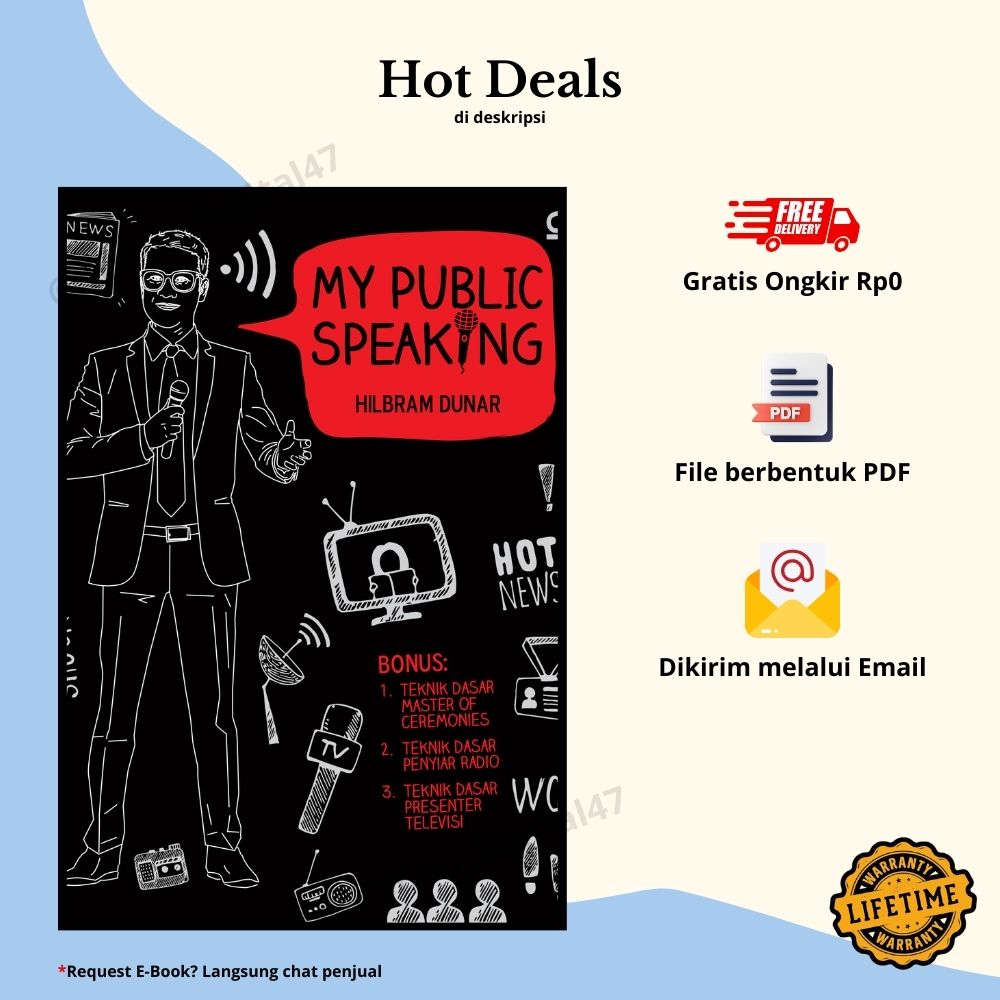 Hot Deals
di deskripsi
NEWS
MY PUBLIC
SPEAKING
HILBRAM DUNAR
HOT
NEWS
BONUS:
1. TEKNIK DASAR
MASTER OF
CEREMONIES
2. TEKNIK DASAR
PENYIAR RADIO
3. TEKNIK DASAR
PRESENTER
TELEVISI
TV
WO
FREE
DELIVERY
Gratis Ongkir Rp0
PDF
File berbentuk PDF
@
Dikirim melalui Email
WARRANTY
LIFETIME
WARRANTY
*Request E-Book? Langsung chat penjual